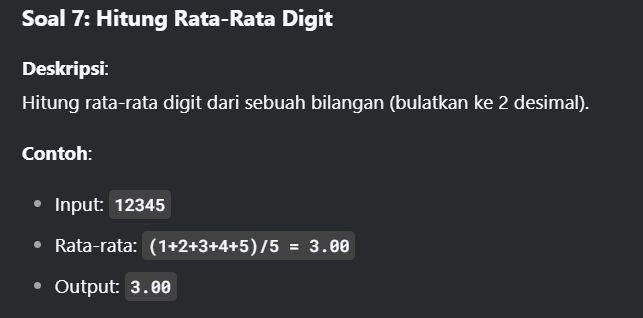 Soal 7: Hitung Rata-Rata Digit
Deskripsi:
Hitung rata-rata digit dari sebuah bilangan (bulatkan ke 2 desimal).
Contoh:
• Input: 12345
• Rata-rata: (1+2+3+4+5)/5 = 3.00
• Output: 3.00